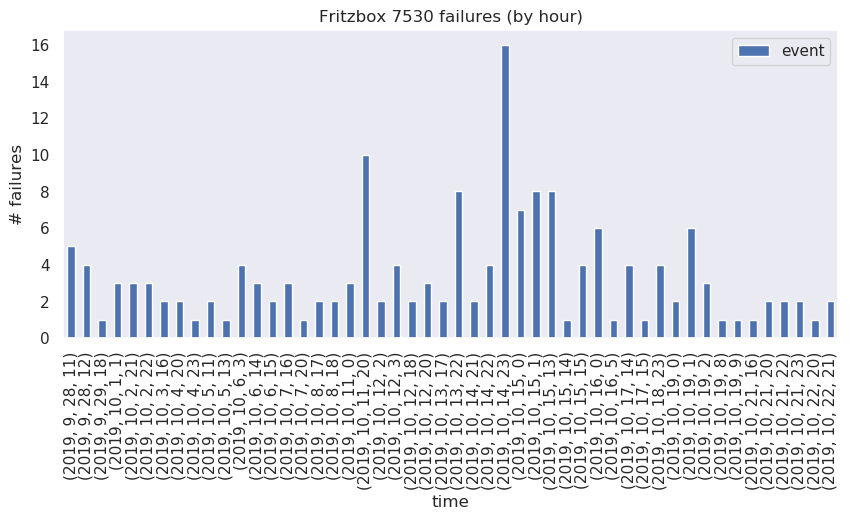 Fritzbox 7530 failures (by hour)
event
# failures
16
14
12
10
8
6
4
2
0
(2019, 9, 28, 11)
(2019, 9, 28, 12)
(2019, 9, 29, 18)
(2019, 10, 1, 1)
(2019, 10, 2, 21)
(2019, 10, 2, 22)
(2019, 10, 3, 16)
(2019, 10, 4, 20)
(2019, 10, 4, 23)
(2019, 10, 5, 11)
(2019, 10, 5, 13)
(2019, 10, 6, 3)
(2019, 10, 6, 14)
(2019, 10, 6, 15)
(2019, 10, 7, 16)
(2019, 10, 7, 20)
(2019, 10, 8, 17)
(2019, 10, 8, 18)
(2019, 10, 11, 0)
(2019, 10, 11, 20)
(2019, 10, 12, 2)
(2019, 10, 12, 3)
(2019, 10, 12, 18)
(2019, 10, 12, 20)
(2019, 10, 13, 17)
(2019, 10, 13, 22)
(2019, 10, 14, 21)
(2019, 10, 14, 22)
(2019, 10, 14, 23)
(2019, 10, 15, 0)
(2019, 10, 15, 1)
(2019, 10, 15, 13)
(2019, 10, 15, 14)
(2019, 10, 15, 15)
(2019, 10, 16, 0)
(2019, 10, 16, 5)
(2019, 10, 17, 14)
(2019, 10, 17, 15)
(2019, 10, 18, 23)
(2019, 10, 19, 0)
(2019, 10, 19, 1)
(2019, 10, 19, 2)
(2019, 10, 19, 8)
(2019, 10, 19, 9)
(2019, 10, 21, 16)
(2019, 10, 21, 20)
(2019, 10, 21, 22)
(2019, 10, 21, 23)
(2019, 10, 22, 20)
(2019, 10, 22, 21)
time